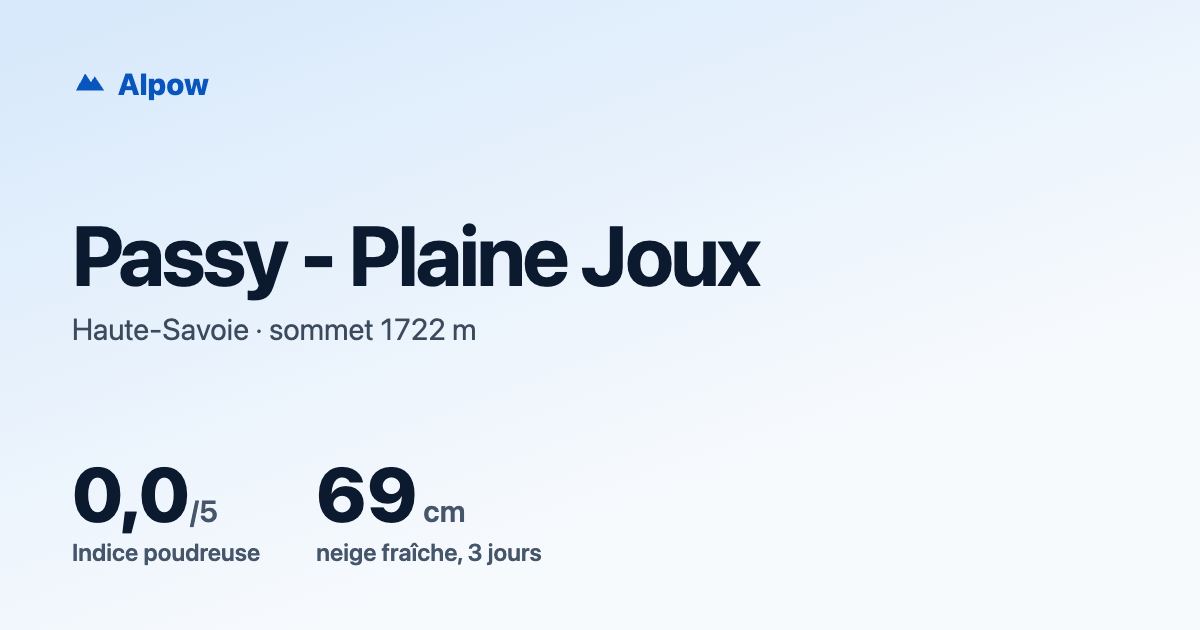 Alpow
Passy - Plaine Joux
Haute-Savoie · sommet 1722 m
0,0/5 69 cm
Indice poudreuse neige fraîche, 3 jours